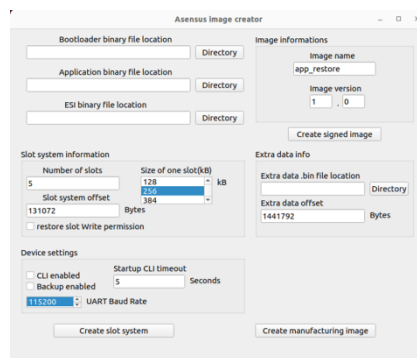 Asensus image creator
Bootloader binary file location
Directory
Application binary file location
Directory
ESI binary file location
Directory
Image informations
Image name
app_restore
Image version
1 . 0
Create signed image
Slot system information
Number of slots
5
Size of one slot(kB)
128
256
384
kB
Slot system offset
131072 Bytes
restore slot Write permission
Extra data info
Extra data .bin file location
Directory
Extra data offset
1441792 Bytes
Device settings
CLI enabled
Backup enabled
Startup CLI timeout
5 Seconds
115200 UART Baud Rate
Create slot system
Create manufacturing image